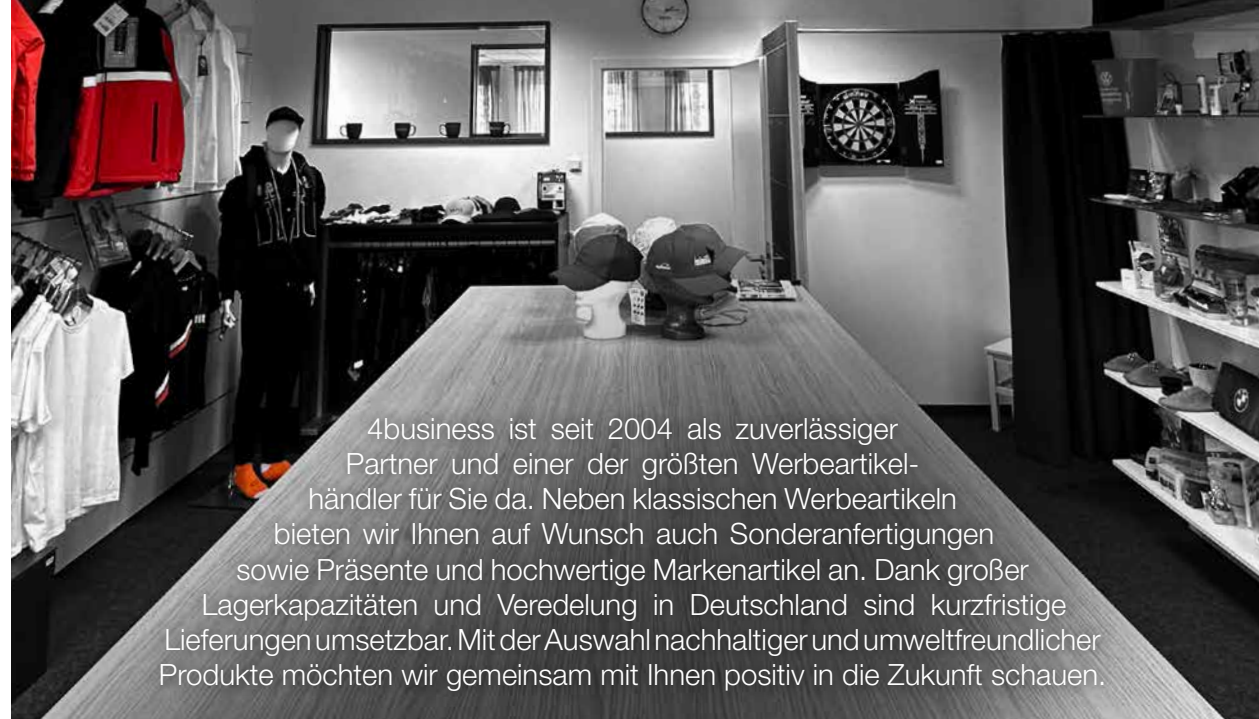 4business ist seit 2004 als zuverlässiger
Partner und einer der größten Werbeartikel-
händler für Sie da. Neben klassischen Werbeartikeln
bieten wir Ihnen auf Wunsch auch Sonderanfertigungen
sowie Präsente und hochwertige Markenartikel an. Dank großer
Lagerkapazitäten und Veredelung in Deutschland sind kurzfristige
Lieferungen umsetzbar. Mit der Auswahl nachhaltiger und umweltfreundlicher
Produkte möchten wir gemeinsam mit Ihnen positiv in die Zukunft schauen.